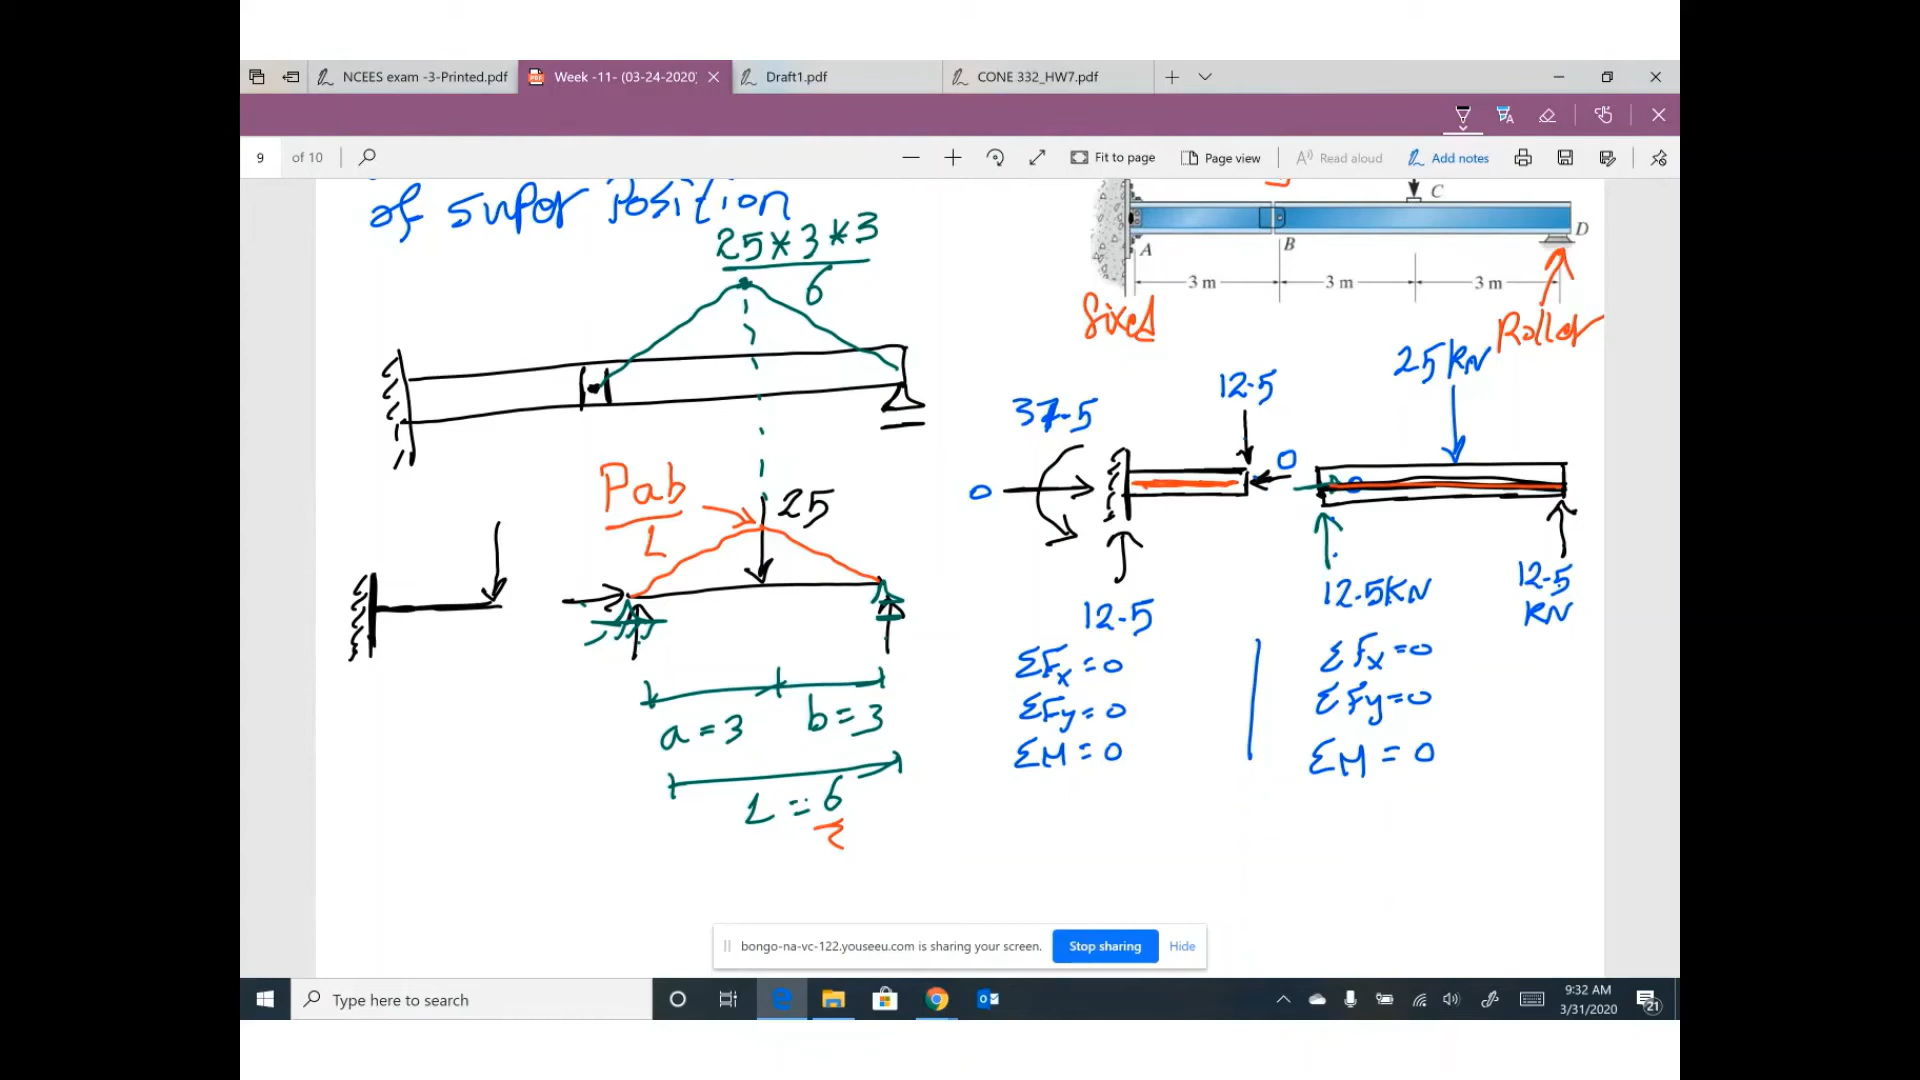 NCEES exam -3-Printed.pdf
Week -11- (03-24-2020)
Draft1.pdf
CONE 332_HW7.pdf
9 of 10
Fit to page
Page view
Read aloud
Add notes
of super Position
25*3*3
6
C
A
B
D
3 m
3 m
3 m
fixed
Roller
25 KN
12.5
37.5
0
0
0
Pab
L
25
12.5
12.5KN
12.5
KN
a = 3
b = 3
L = 6
ΣFx = 0
ΣFy = 0
ΣM = 0
ΣFx = 0
ΣFy = 0
ΣM = 0
bongo-na-vc-122.youseeu.com is sharing your screen.
Stop sharing
Hide
Type here to search
9:32 AM
3/31/2020
21